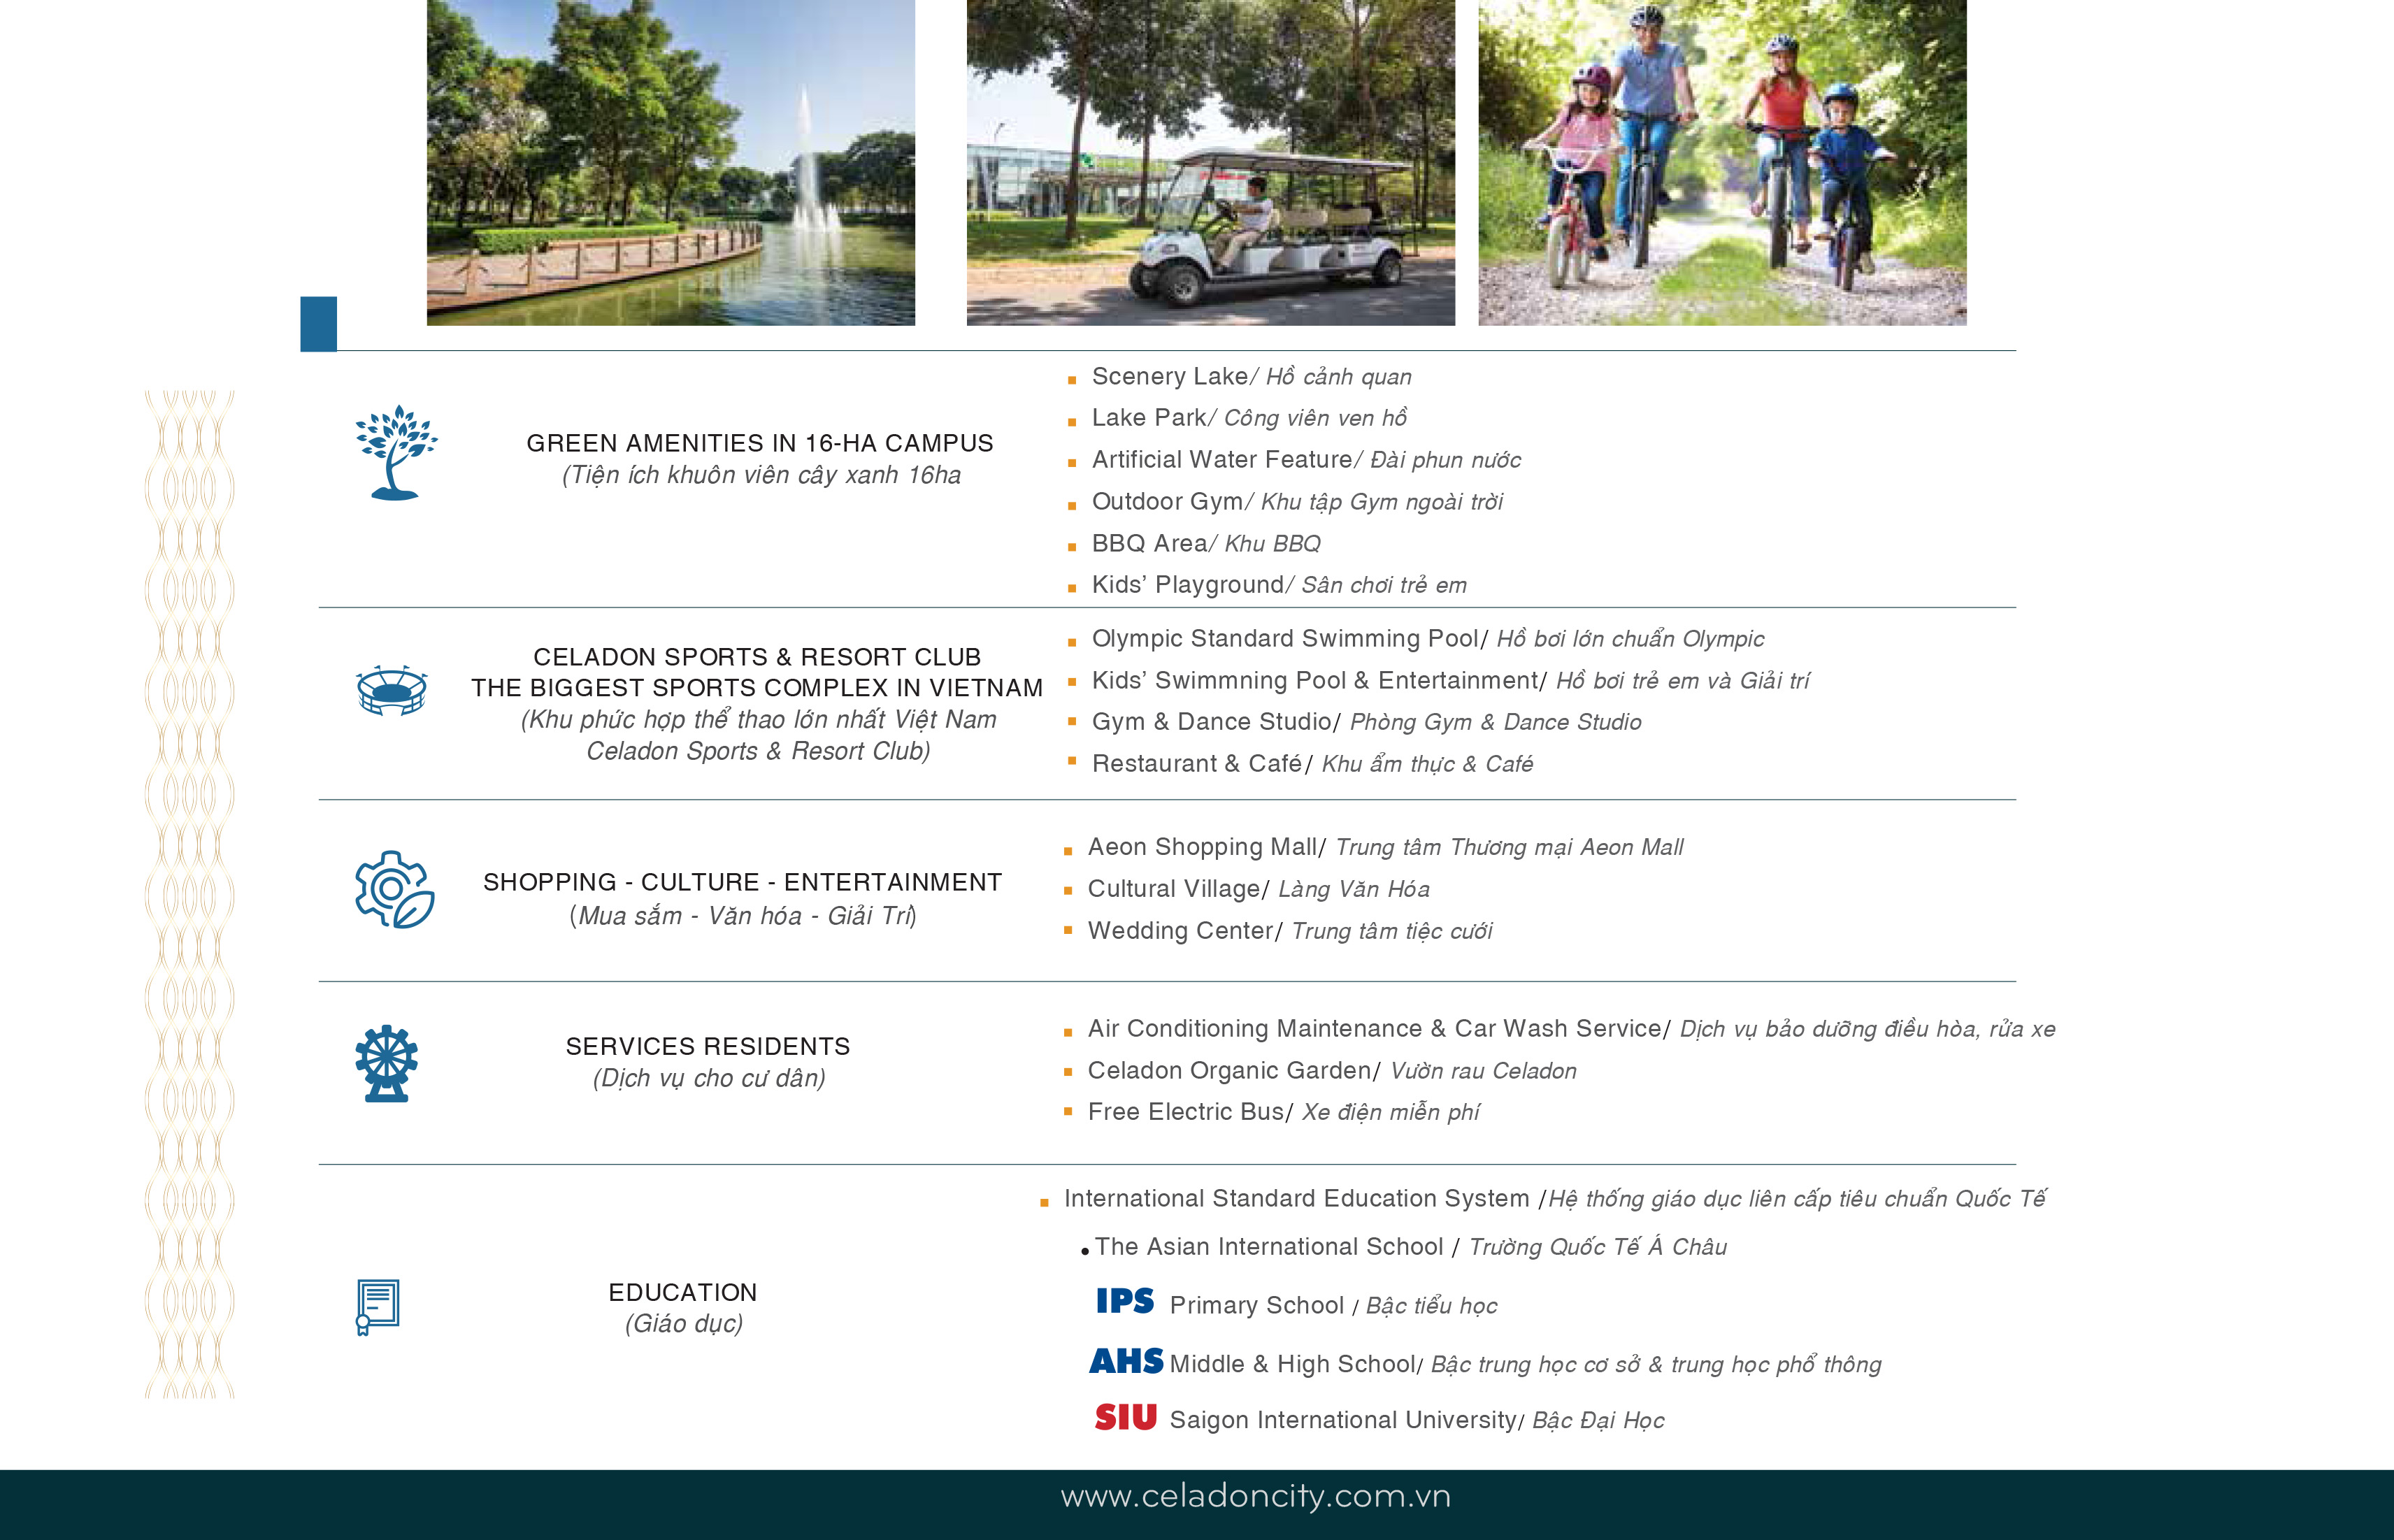 GREEN AMENITIES IN 16-HA CAMPUS
(Tiện ích khuôn viên cây xanh 16ha
Scenery Lake/ Hồ cảnh quan
Lake Park/ Công viên ven hồ
Artificial Water Feature/ Đài phun nước
Outdoor Gym/ Khu tập Gym ngoài trời
BBQ Area/ Khu BBQ
Kids’ Playground/ Sân chơi trẻ em
CELADON SPORTS & RESORT CLUB
THE BIGGEST SPORTS COMPLEX IN VIETNAM
(Khu phức hợp thể thao lớn nhất Việt Nam
Celadon Sports & Resort Club)
Olympic Standard Swimming Pool/ Hồ bơi lớn chuẩn Olympic
Kids’ Swimmning Pool & Entertainment/ Hồ bơi trẻ em và Giải trí
Gym & Dance Studio/ Phòng Gym & Dance Studio
Restaurant & Café/ Khu ẩm thực & Café
SHOPPING - CULTURE - ENTERTAINMENT
(Mua sắm - Văn hóa - Giải Trí)
Aeon Shopping Mall/ Trung tâm Thương mại Aeon Mall
Cultural Village/ Làng Văn Hóa
Wedding Center/ Trung tâm tiệc cưới
SERVICES RESIDENTS
(Dịch vụ cho cư dân)
Air Conditioning Maintenance & Car Wash Service/ Dịch vụ bảo dưỡng điều hòa, rửa xe
Celadon Organic Garden/ Vườn rau Celadon
Free Electric Bus/ Xe điện miễn phí
EDUCATION
(Giáo dục)
International Standard Education System /Hệ thống giáo dục liên cấp tiêu chuẩn Quốc Tế
The Asian International School / Trường Quốc Tế Á Châu
IPS Primary School / Bậc tiểu học
AHS Middle & High School/ Bậc trung học cơ sở & trung học phổ thông
SIU Saigon International University/ Bậc Đại Học
www.celadoncity.com.vn